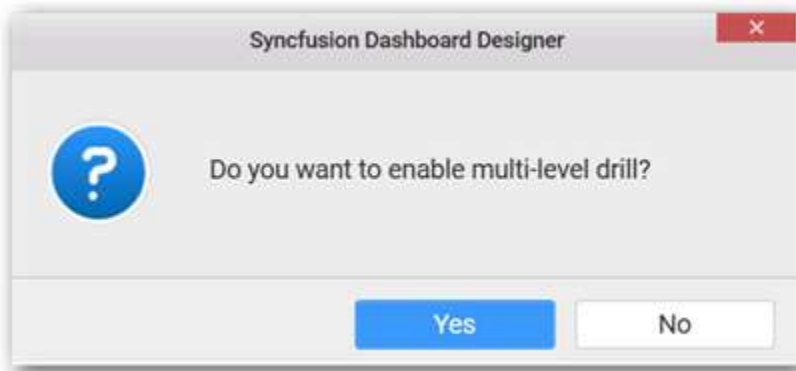 Syncfusion Dashboard Designer
Do you want to enable multi-level drill?
Yes
No